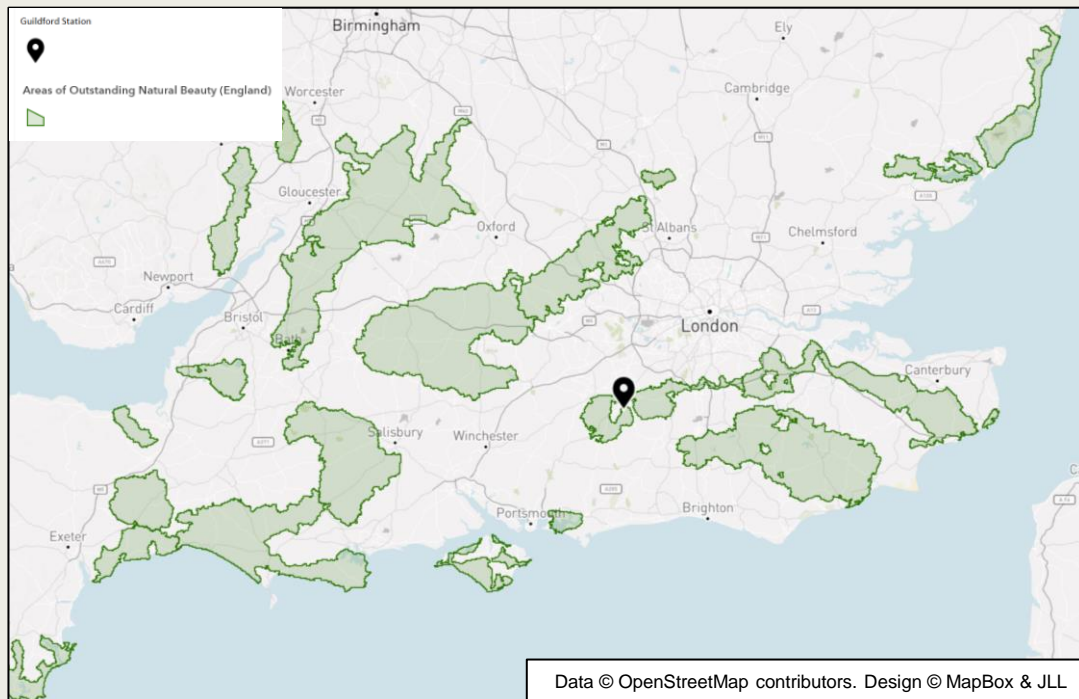 Guildford Station
Areas of Outstanding Natural Beauty (England)
Birmingham
Ely
Worcester
Cambridge
Gloucester
Oxford
St Albans
Chelmsford
Newport
Cardiff
Bristol
London
Bath
Canterbury
Salisbury
Winchester
Portsmouth
Brighton
Exeter
Data © OpenStreetMap contributors. Design © MapBox & JLL